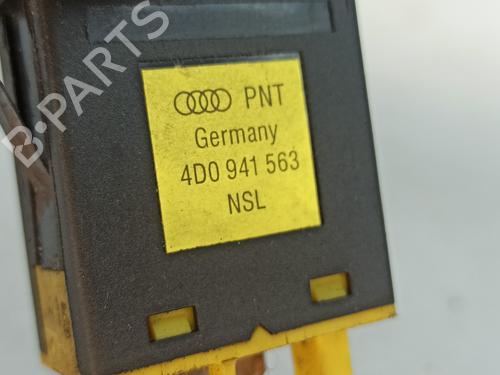 B-PARTS
PNT
Germany
4D0 941 563
NSL